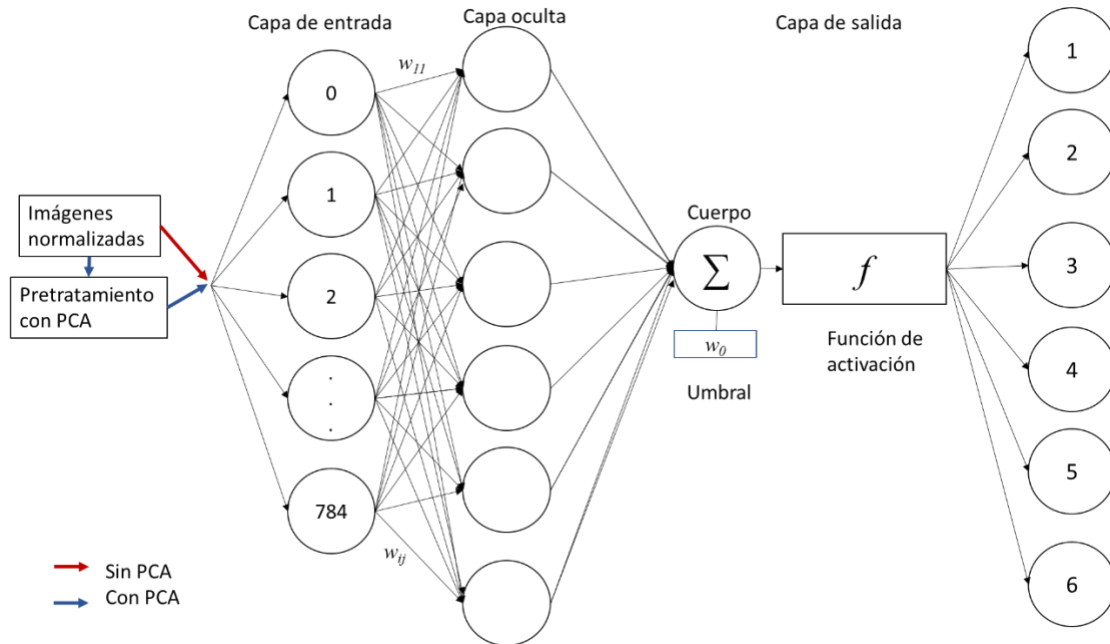 Capa de entrada
Capa oculta
Capa de salida
w11
0
1
2
.
.
.
784
wij
Imágenes
normalizadas
Pretratamiento
con PCA
Cuerpo
∑
w0
Umbral
f
Función de
activación
1
2
3
4
5
6
Sin PCA
Con PCA